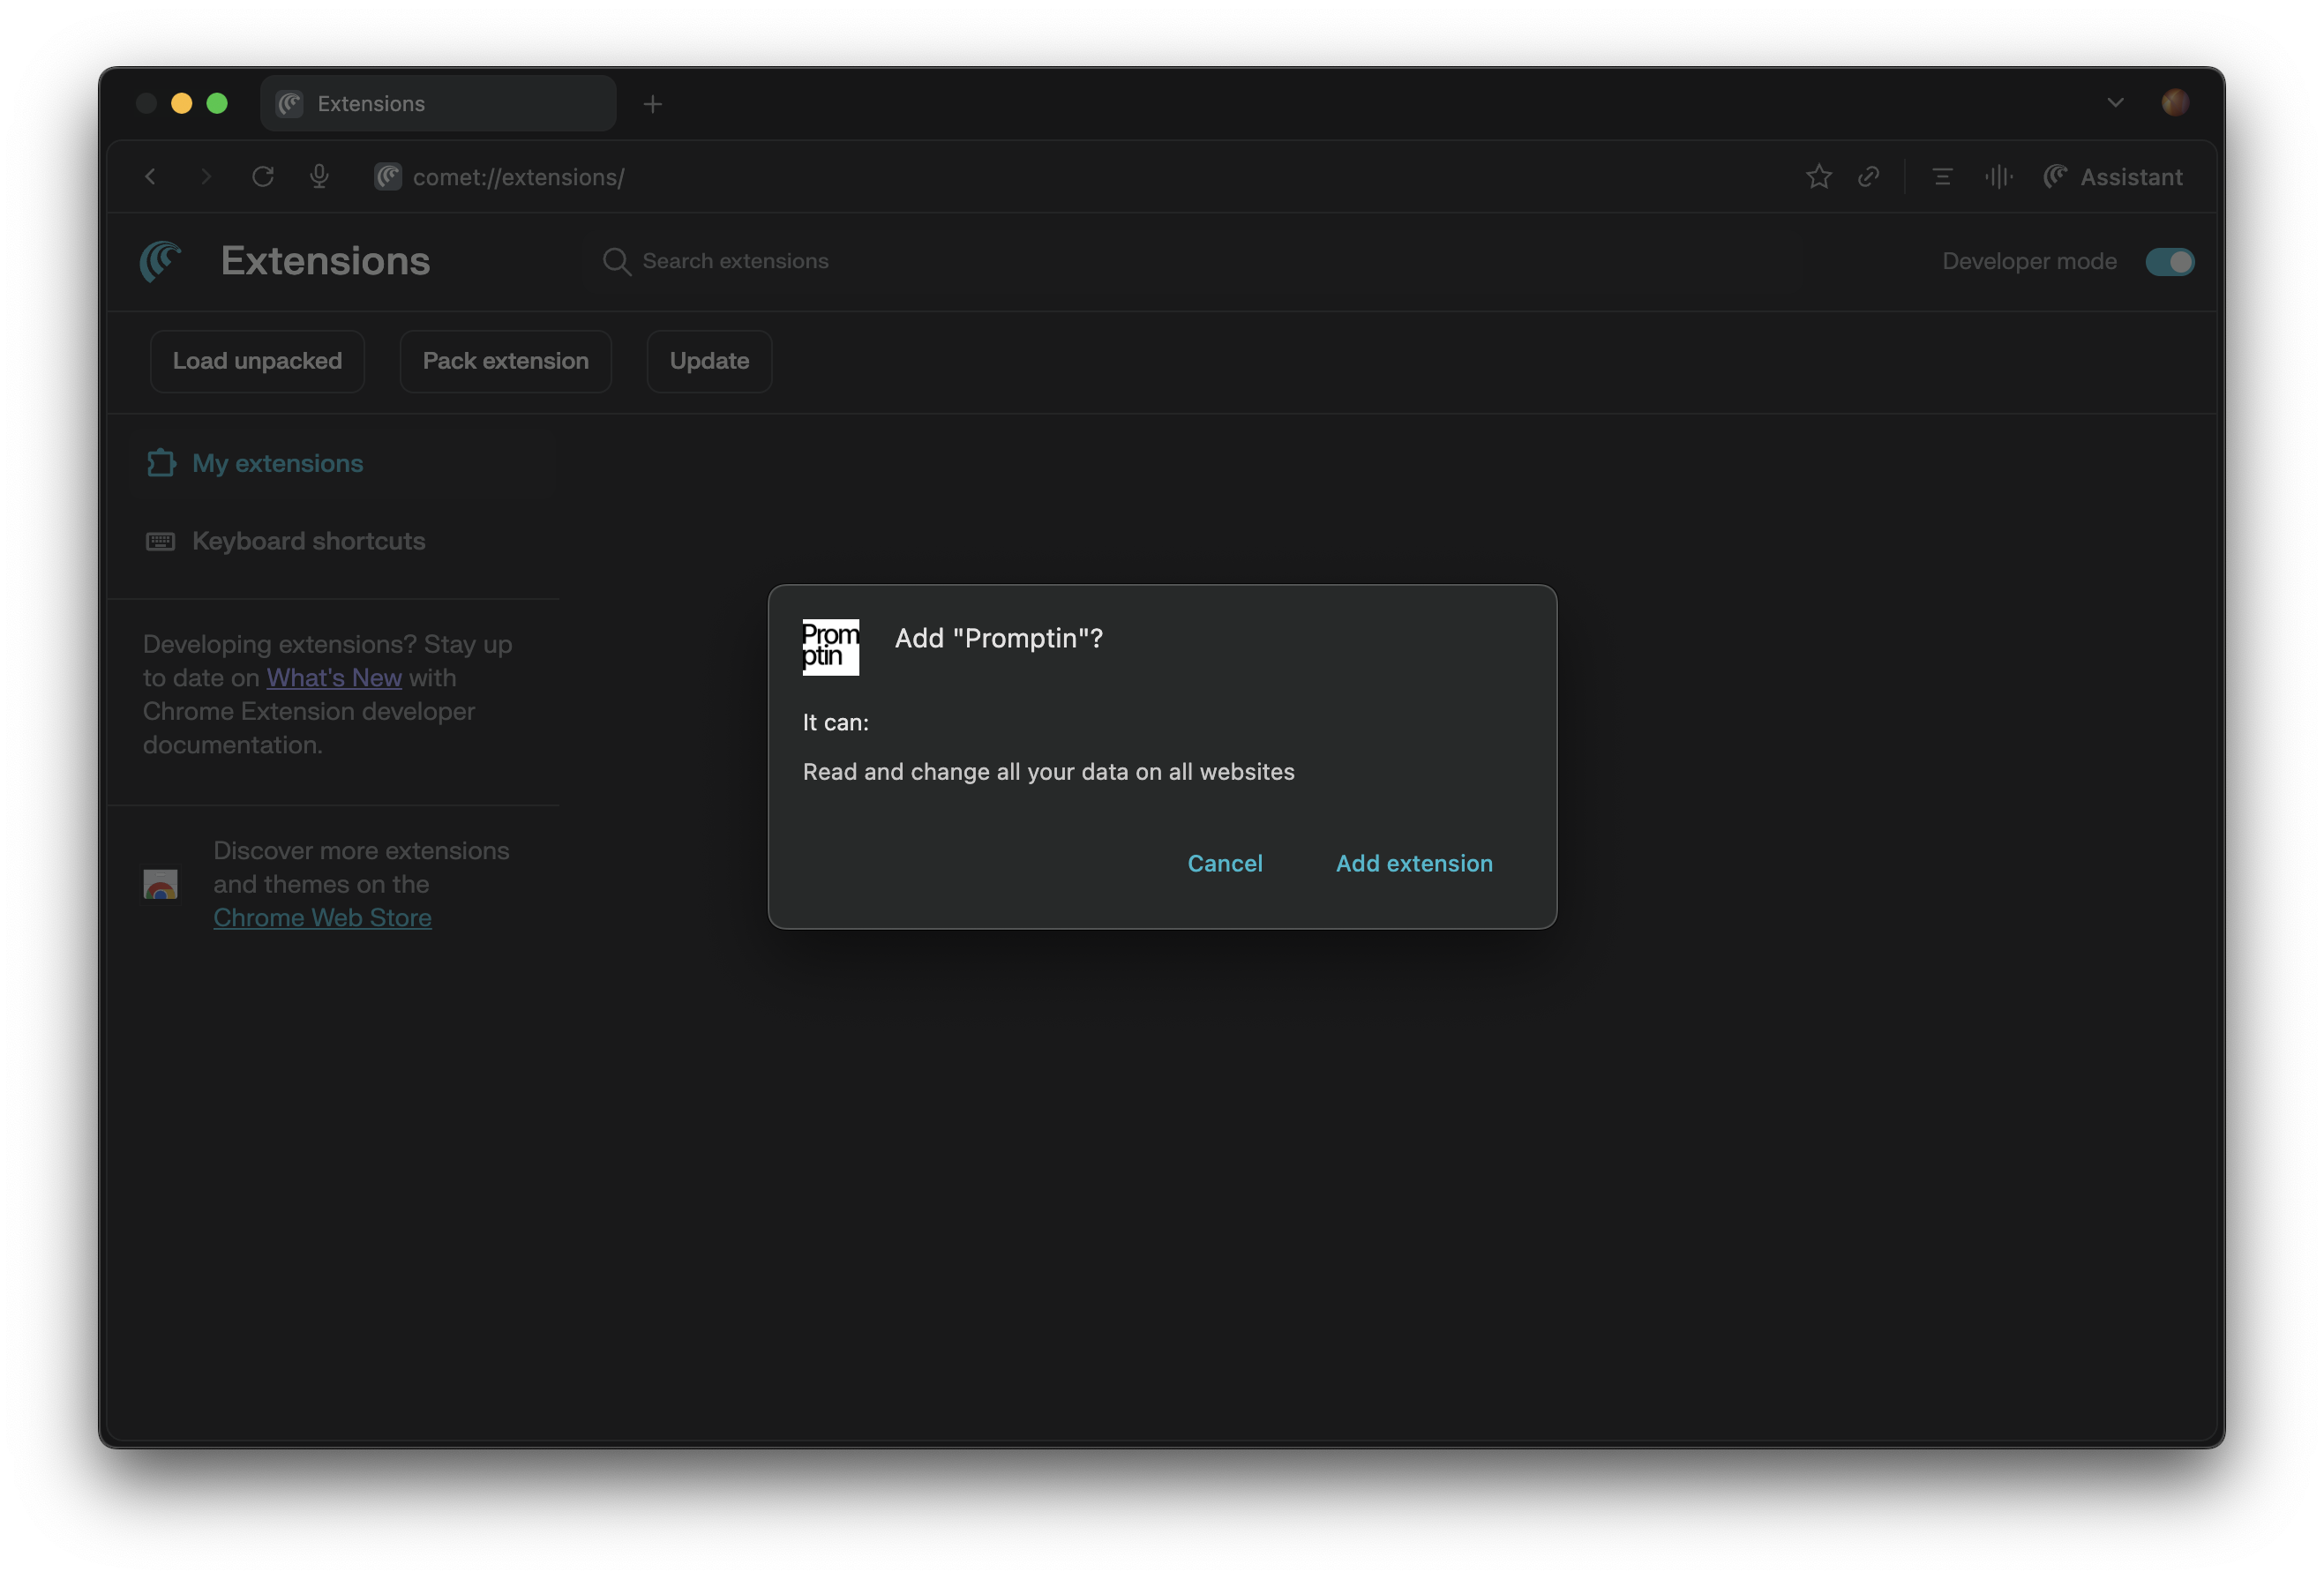 Extensions
comet://extensions/
Assistant
Extensions
Search extensions
Developer mode
Load unpacked
Pack extension
Update
My extensions
Keyboard shortcuts
Developing extensions? Stay up
to date on What's New with
Chrome Extension developer
documentation.
Discover more extensions
and themes on the
Chrome Web Store
Prom
ptin
Add "Promptin"?
It can:
Read and change all your data on all websites
Cancel
Add extension